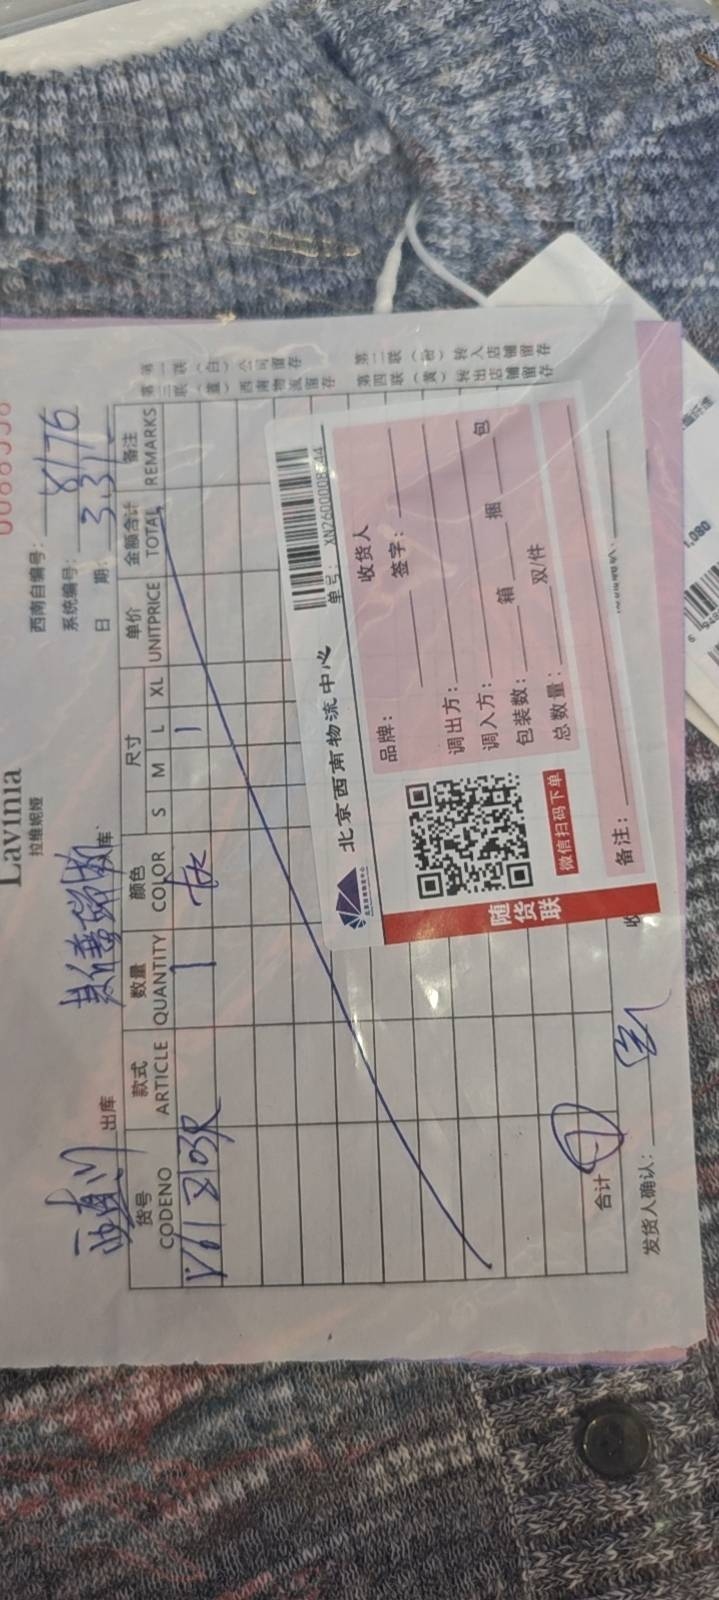 Lavinia
拉维妮娅
西南自编号：
系统编号： 8176
日 期： 3.31
出库
库：
货号 款式 数量 颜色 尺寸 单价 金额合计 备注
CODENO ARTICLE QUANTITY COLOR S M L XL UNITPRICE TOTAL REMARKS
1 灰 1
第一联（白）公司留存
第三联（蓝）西南物流留存
第二联（粉）转入店铺留存
第四联（黄）转出店铺留存
合计 ①
发货人确认：
收
北京西南物流中心
单号：
收货人
品牌： 签字：
调出方：
调入方：
包装数： 箱 捆 包
总数量： 双/件
微信扫码下单
随货联
备注：
,080